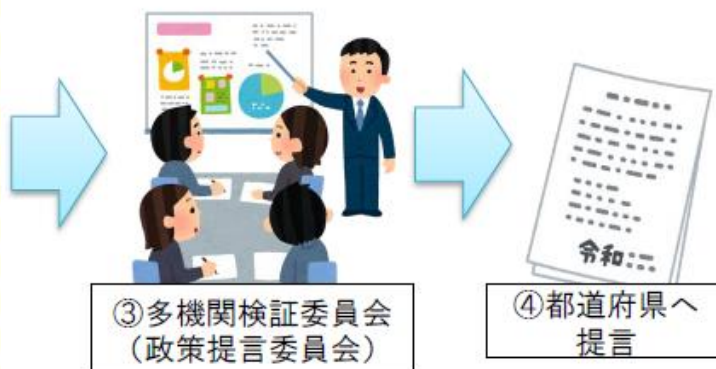 ③多機関検証委員会
（政策提言委員会）
④都道府県へ
提言
令和